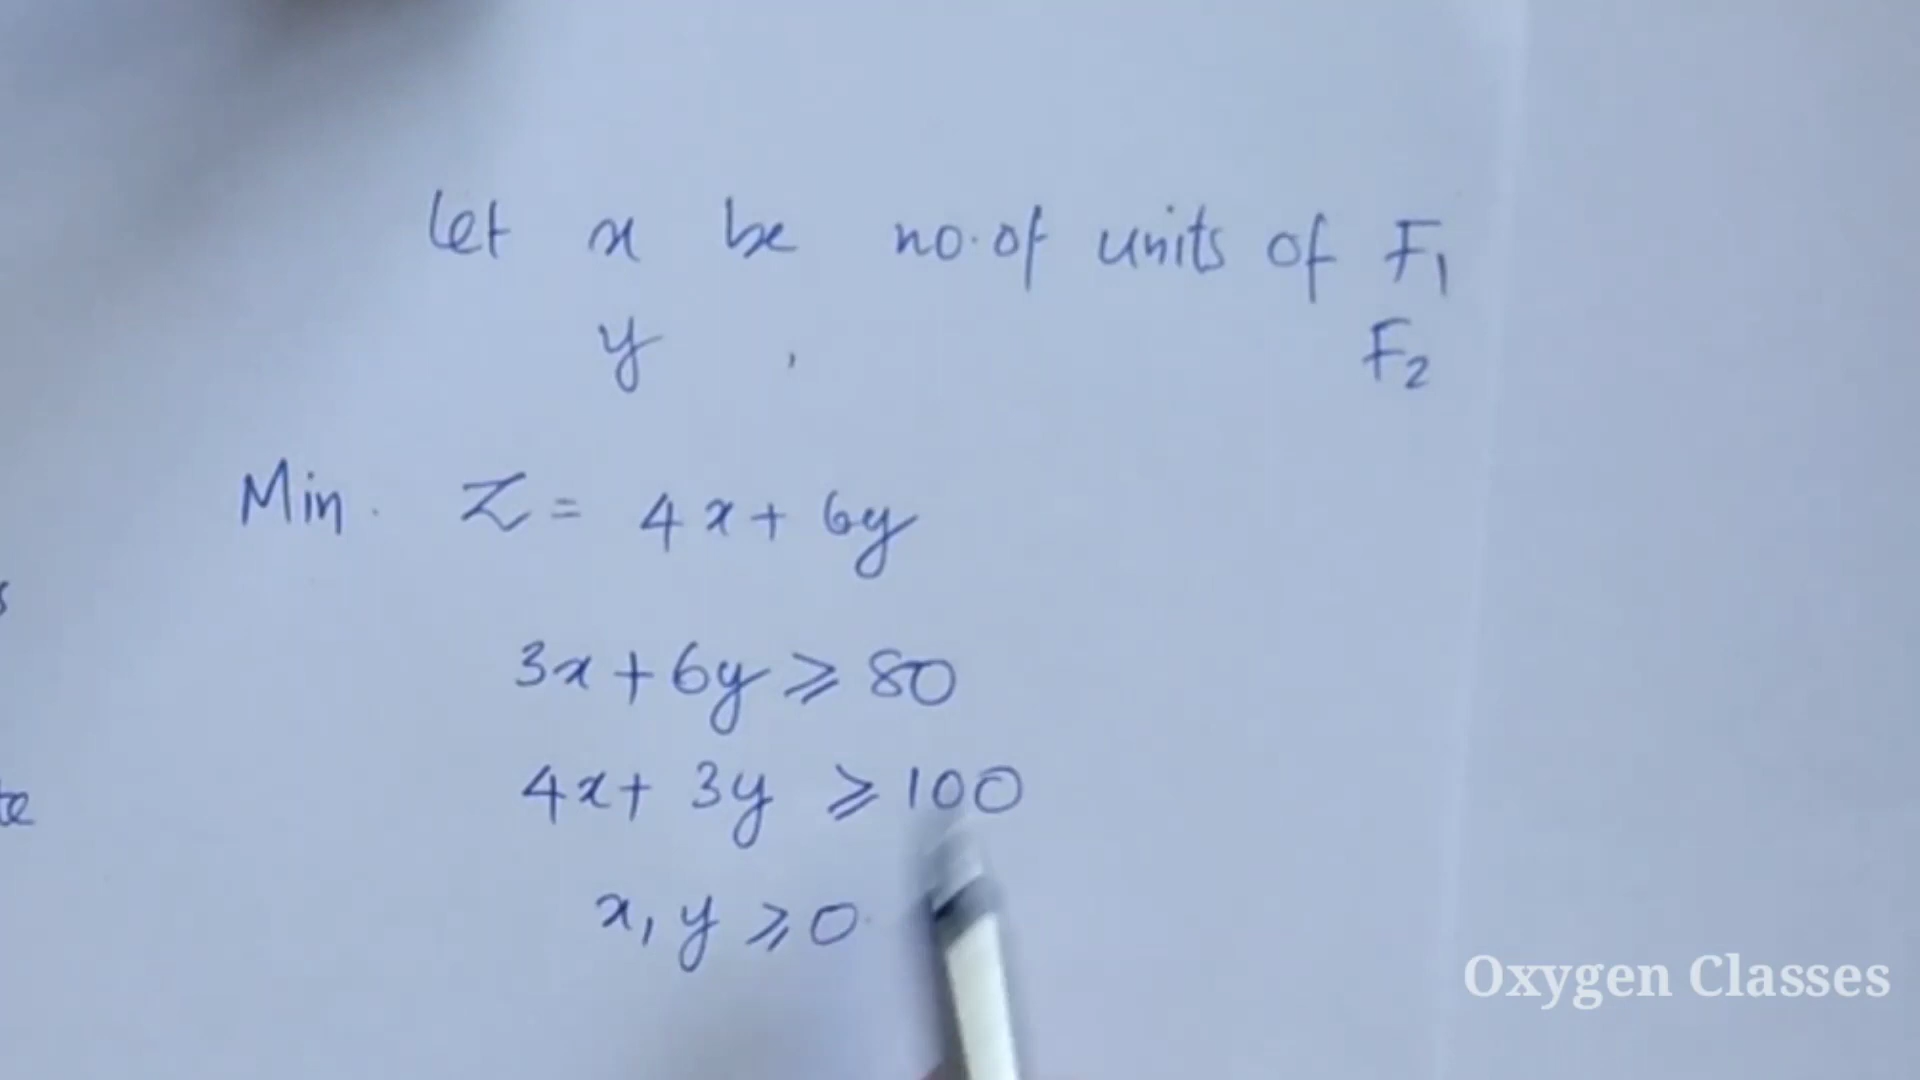 Let x be no. of units of F₁
y , F₂
Min. Z = 4x + 6y
3x + 6y ⩾ 80
4x + 3y ⩾ 100
x, y ⩾ 0
Oxygen Classes